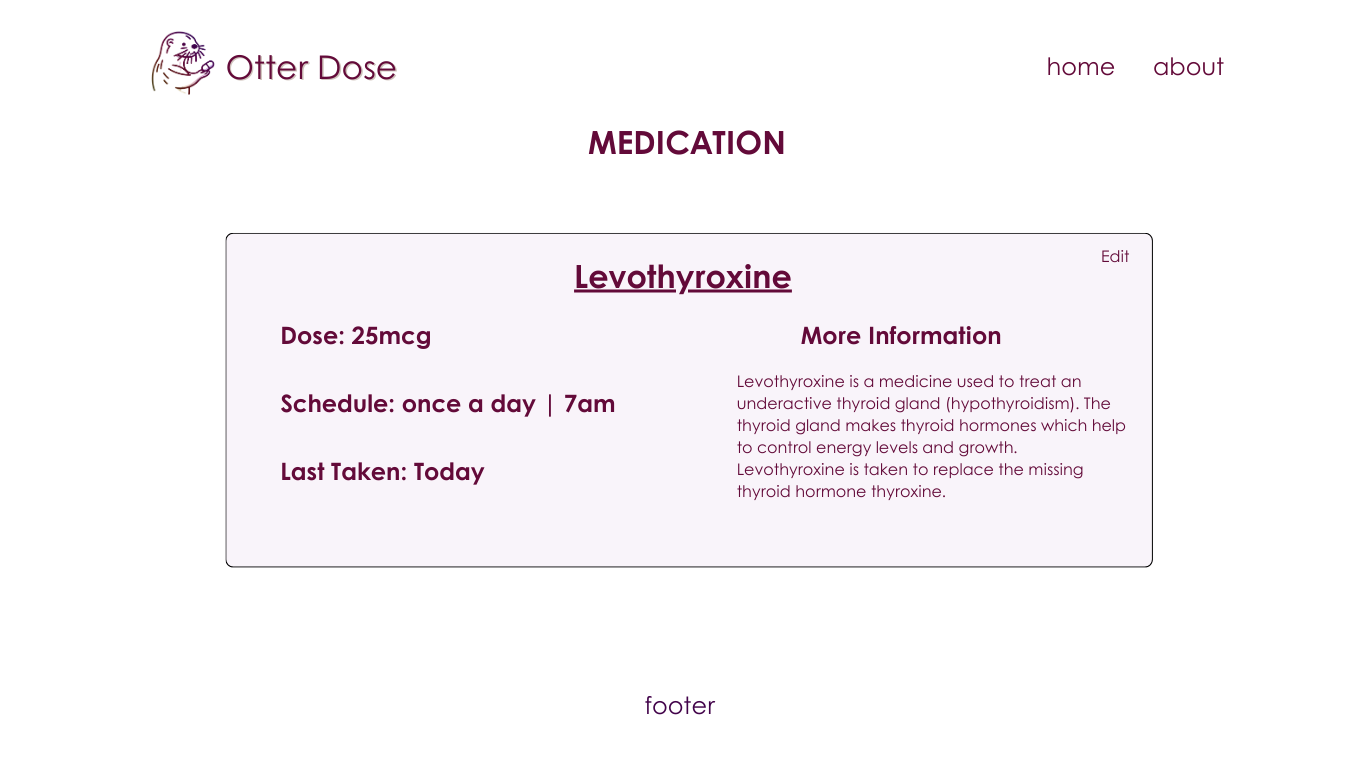 Otter Dose
home about
MEDICATION
Edit
Levothyroxine
Dose: 25mcg
Schedule: once a day | 7am
Last Taken: Today
More Information
Levothyroxine is a medicine used to treat an
underactive thyroid gland (hypothyroidism). The
thyroid gland makes thyroid hormones which help
to control energy levels and growth.
Levothyroxine is taken to replace the missing
thyroid hormone thyroxine.
footer